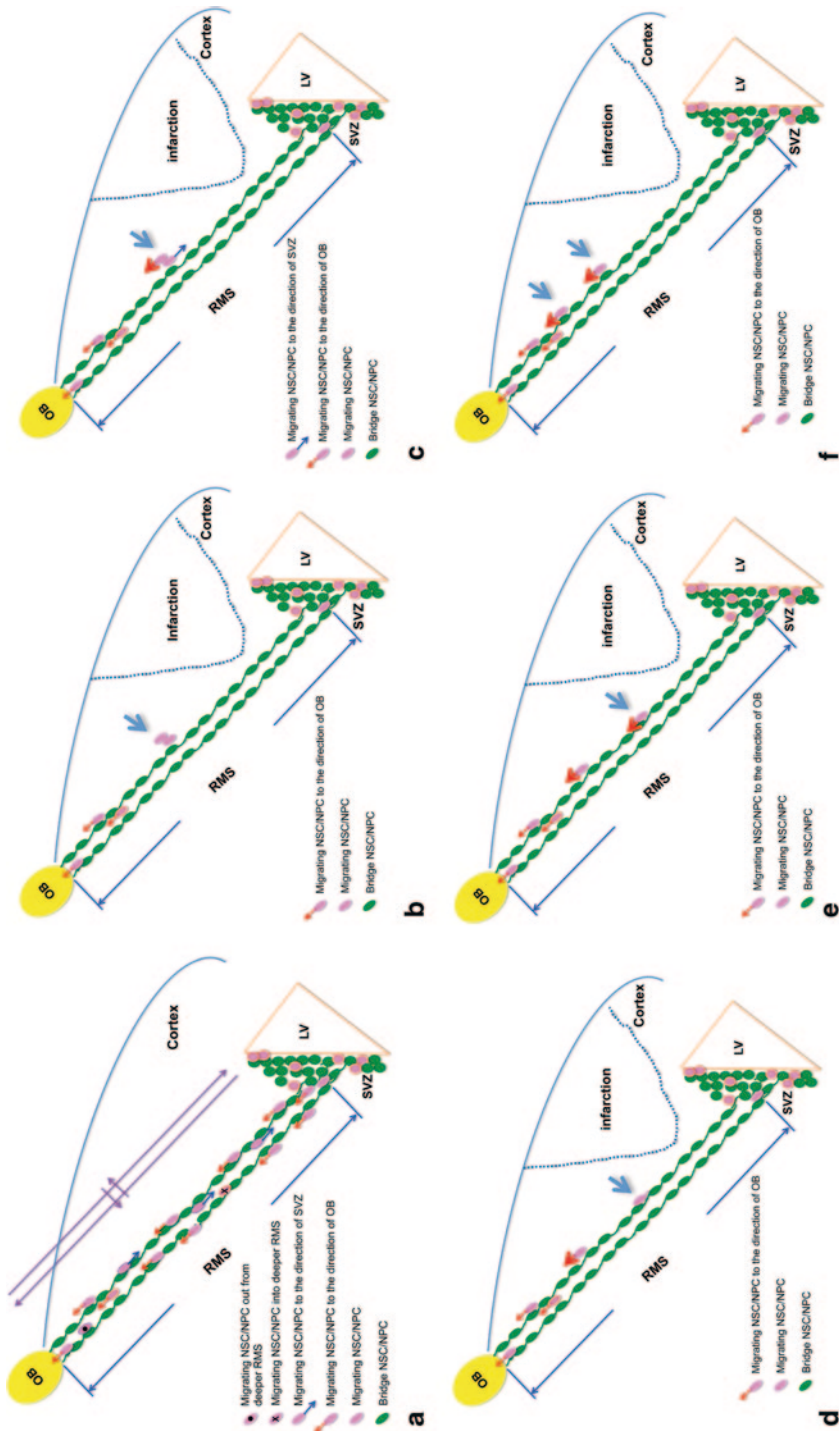 OB
Cortex
RMS
LV
SVZ
Migrating NSC/NPC out from
deeper RMS
Migrating NSC/NPC into deeper RMS
Migrating NSC/NPC to the direction of SVZ
Migrating NSC/NPC to the direction of OB
Migrating NSC/NPC
Bridge NSC/NPC
x
a
OB
Infarction
Cortex
RMS
LV
SVZ
Migrating NSC/NPC to the direction of OB
Migrating NSC/NPC
Bridge NSC/NPC
b
OB
infarction
Cortex
RMS
LV
SVZ
Migrating NSC/NPC to the direction of SVZ
Migrating NSC/NPC to the direction of OB
Migrating NSC/NPC
Bridge NSC/NPC
c
OB
infarction
Cortex
RMS
LV
SVZ
Migrating NSC/NPC to the direction of OB
Migrating NSC/NPC
Bridge NSC/NPC
d
OB
infarction
Cortex
RMS
LV
SVZ
Migrating NSC/NPC to the direction of OB
Migrating NSC/NPC
Bridge NSC/NPC
e
OB
infarction
Cortex
RMS
LV
SVZ
Migrating NSC/NPC to the direction of OB
Migrating NSC/NPC
Bridge NSC/NPC
f